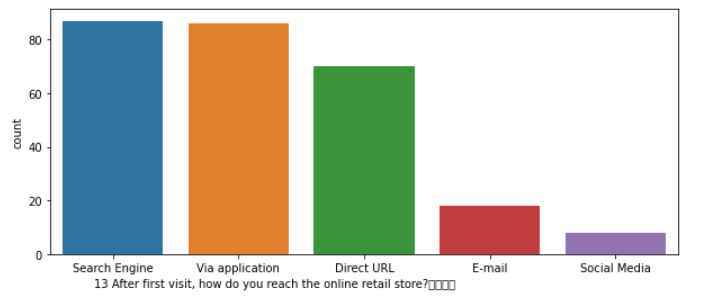 80
60
40
20
0
count
Search Engine Via application Direct URL E-mail Social Media
13 After first visit, how do you reach the online retail store?